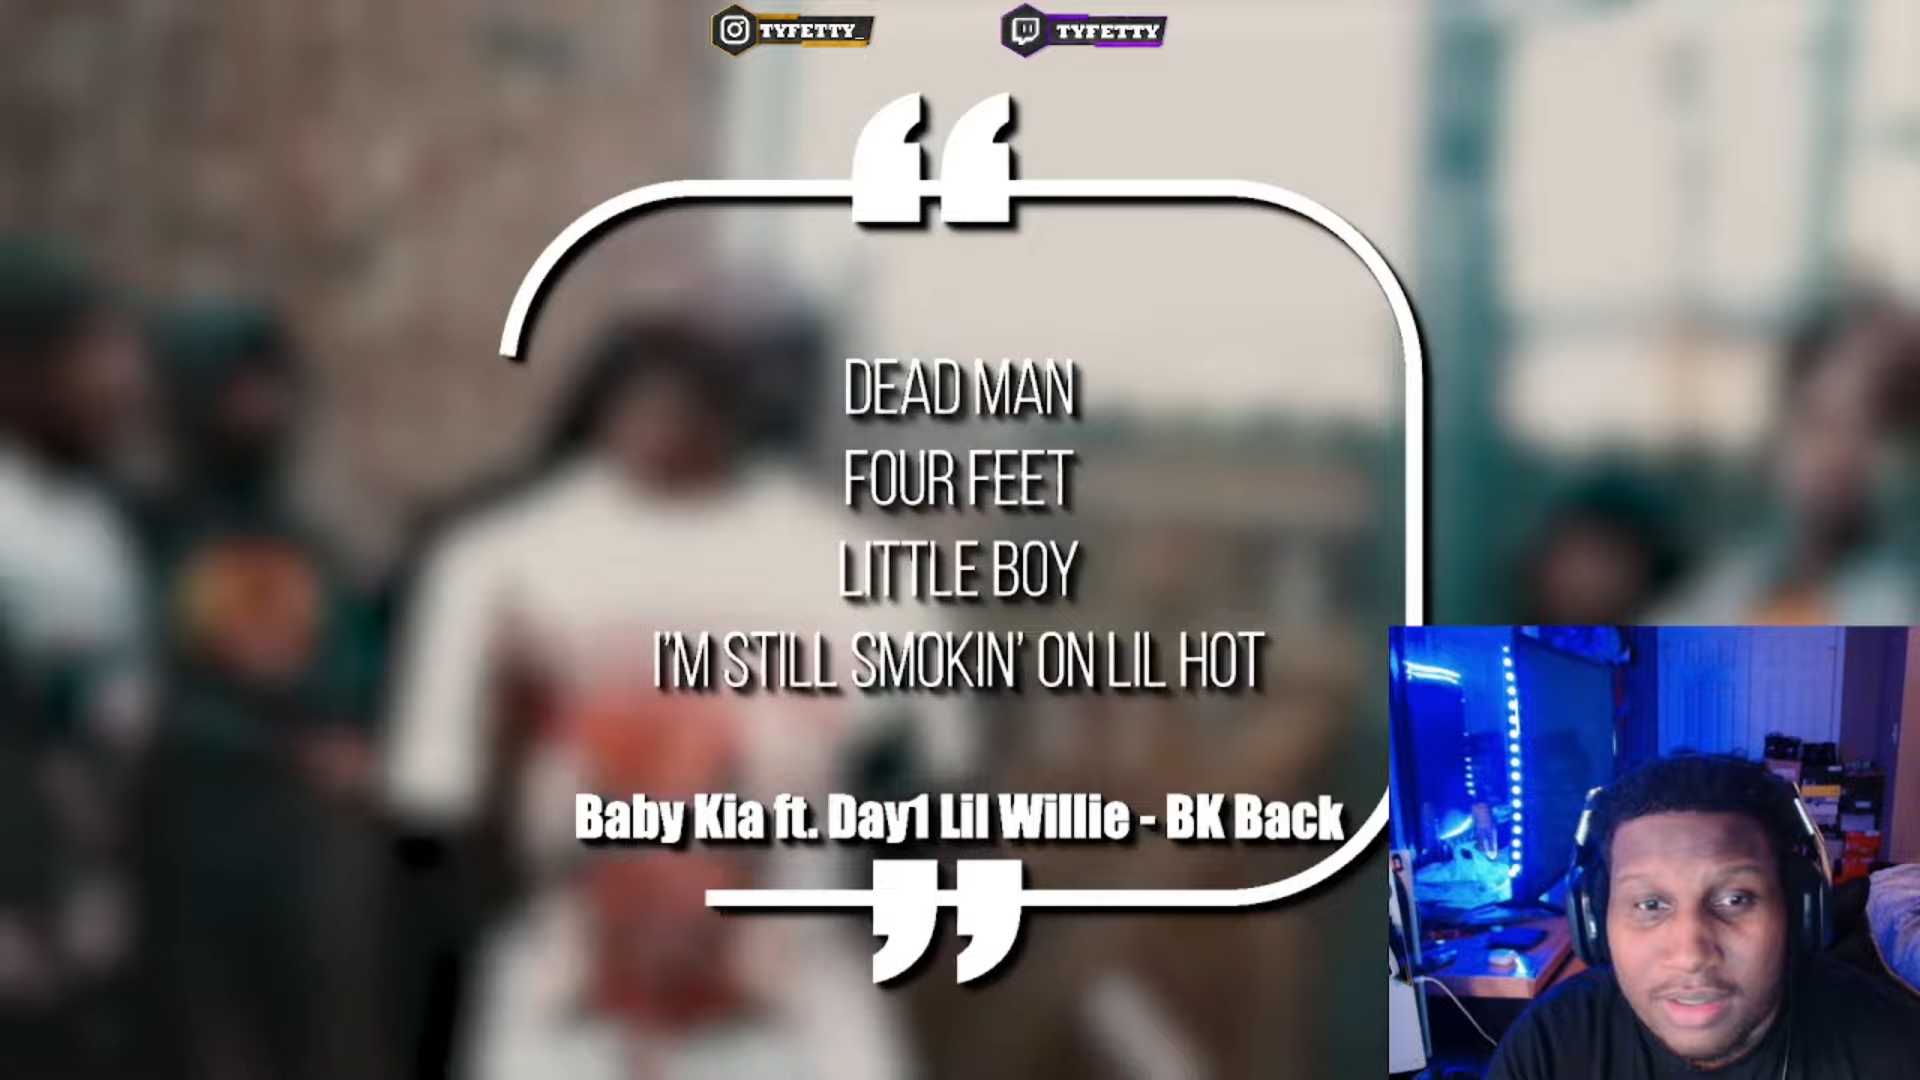 TYFETTY_
TYFETTY
DEAD MAN
FOUR FEET
LITTLE BOY
I'M STILL SMOKIN' ON LIL HOT
Baby Kia ft. Day1 Lil Willie - BK Back